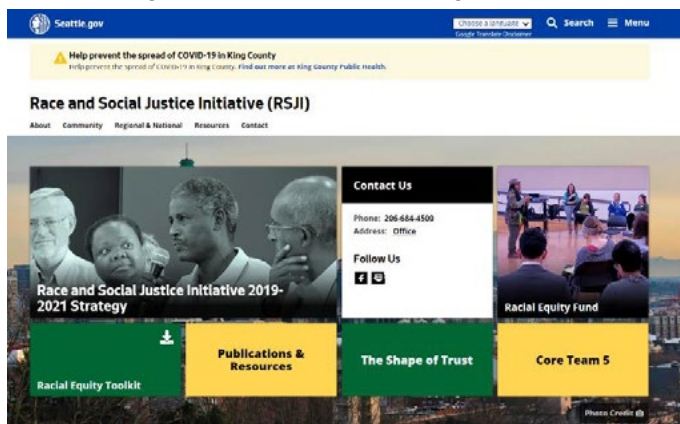 Seattle.gov
Choose a language
Search
Menu
Google Translate Disclaimer
Help prevent the spread of COVID-19 in King County
Help prevent the spread of COVID-19 in King County. Find out more at King County Public Health.
Race and Social Justice Initiative (RSJI)
About Community Regional & National Resources Contact
Race and Social Justice Initiative 2019-
2021 Strategy
Contact Us
Phone: 206-684-4500
Address: Office
Follow Us
Racial Equity Fund
Racial Equity Toolkit
Publications &
Resources
The Shape of Trust
Core Team 5
Photo Credit